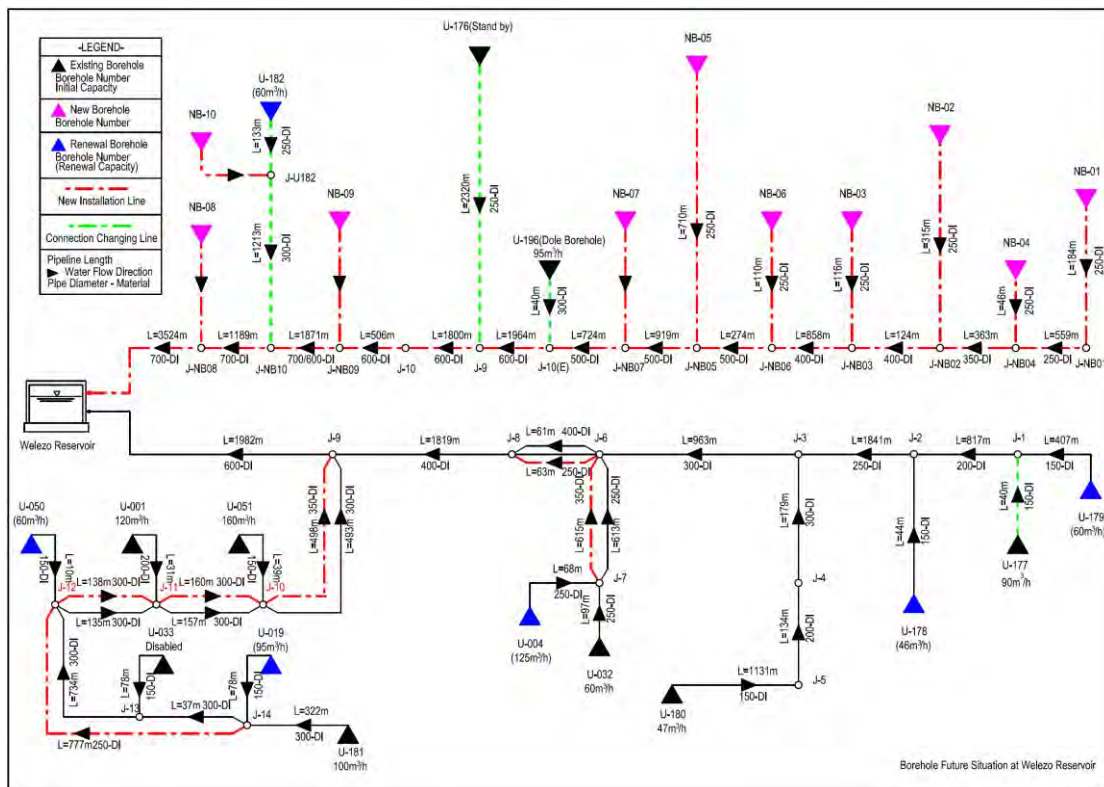 -LEGEND-
Existing Borehole
Borehole Number
Initial Capacity
New Borehole
Borehole Number
Renewal Borehole
Borehole Number
(Renewal Capacity)
New Installation Line
Connection Changing Line
Pipeline Length
Water Flow Direction
Pipe Diameter - Material
U-176(Stand by)
NB-05
U-182
(60m³/h)
NB-10
NB-02
NB-01
L=133m
250-DI
J-U182
NB-08
NB-09
L=2320m
250-DI
U-196(Dole Borehole)
95m³/h
NB-07
L=710m
250-DI
NB-06
NB-03
L=315m
250-DI
NB-04
L=184m
250-DI
L=1213m
300-DI
L=40m
300-DI
L=110m
250-DI
L=116m
250-DI
L=46m
250-DI
L=3524m
700-DI
L=1189m
700-DI
L=1871m
700/600-DI
L=506m
600-DI
L=1800m
600-DI
L=1964m
600-DI
L=724m
500-DI
L=919m
500-DI
L=274m
500-DI
L=858m
400-DI
L=124m
400-DI
L=363m
350-DI
L=559m
250-DI
J-NB08
J-NB10
J-NB09
J-10
J-9
J-10(E)
J-NB07
J-NB05
J-NB06
J-NB03
J-NB02
J-NB04
J-NB01
Welezo Reservoir
L=1982m
600-DI
J-9
L=1819m
400-DI
J-8
L=61m 400-DI
L=63m 250-DI
J-6
L=963m
300-DI
J-3
L=1841m
250-DI
J-2
L=817m
200-DI
J-1
L=407m
150-DI
U-050
(60m³/h)
U-001
120m³/h
U-051
160m³/h
L=10m
150-DI
L=31m
200-DI
L=39m
150-DI
L=498m
350-DI
L=493m
300-DI
J-12
L=138m 300-DI
J-11
L=160m 300-DI
J-10
L=135m 300-DI
L=157m 300-DI
L=615m
350-DI
L=613m
250-DI
J-7
L=68m
250-DI
U-004
(125m³/h)
L=97m
250-DI
U-032
60m³/h
L=179m
300-DI
J-4
L=134m
200-DI
J-5
L=1131m
150-DI
U-180
47m³/h
L=44m
150-DI
U-178
(46m³/h)
L=40m
150-DI
U-177
90m³/h
U-179
(60m³/h)
U-033
Disabled
U-019
(95m³/h)
L=734m
300-DI
L=78m
150-DI
J-13
L=37m 300-DI
L=78m
150-DI
J-14
L=322m
300-DI
U-181
100m³/h
L=777m250-DI
Borehole Future Situation at Welezo Reservoir